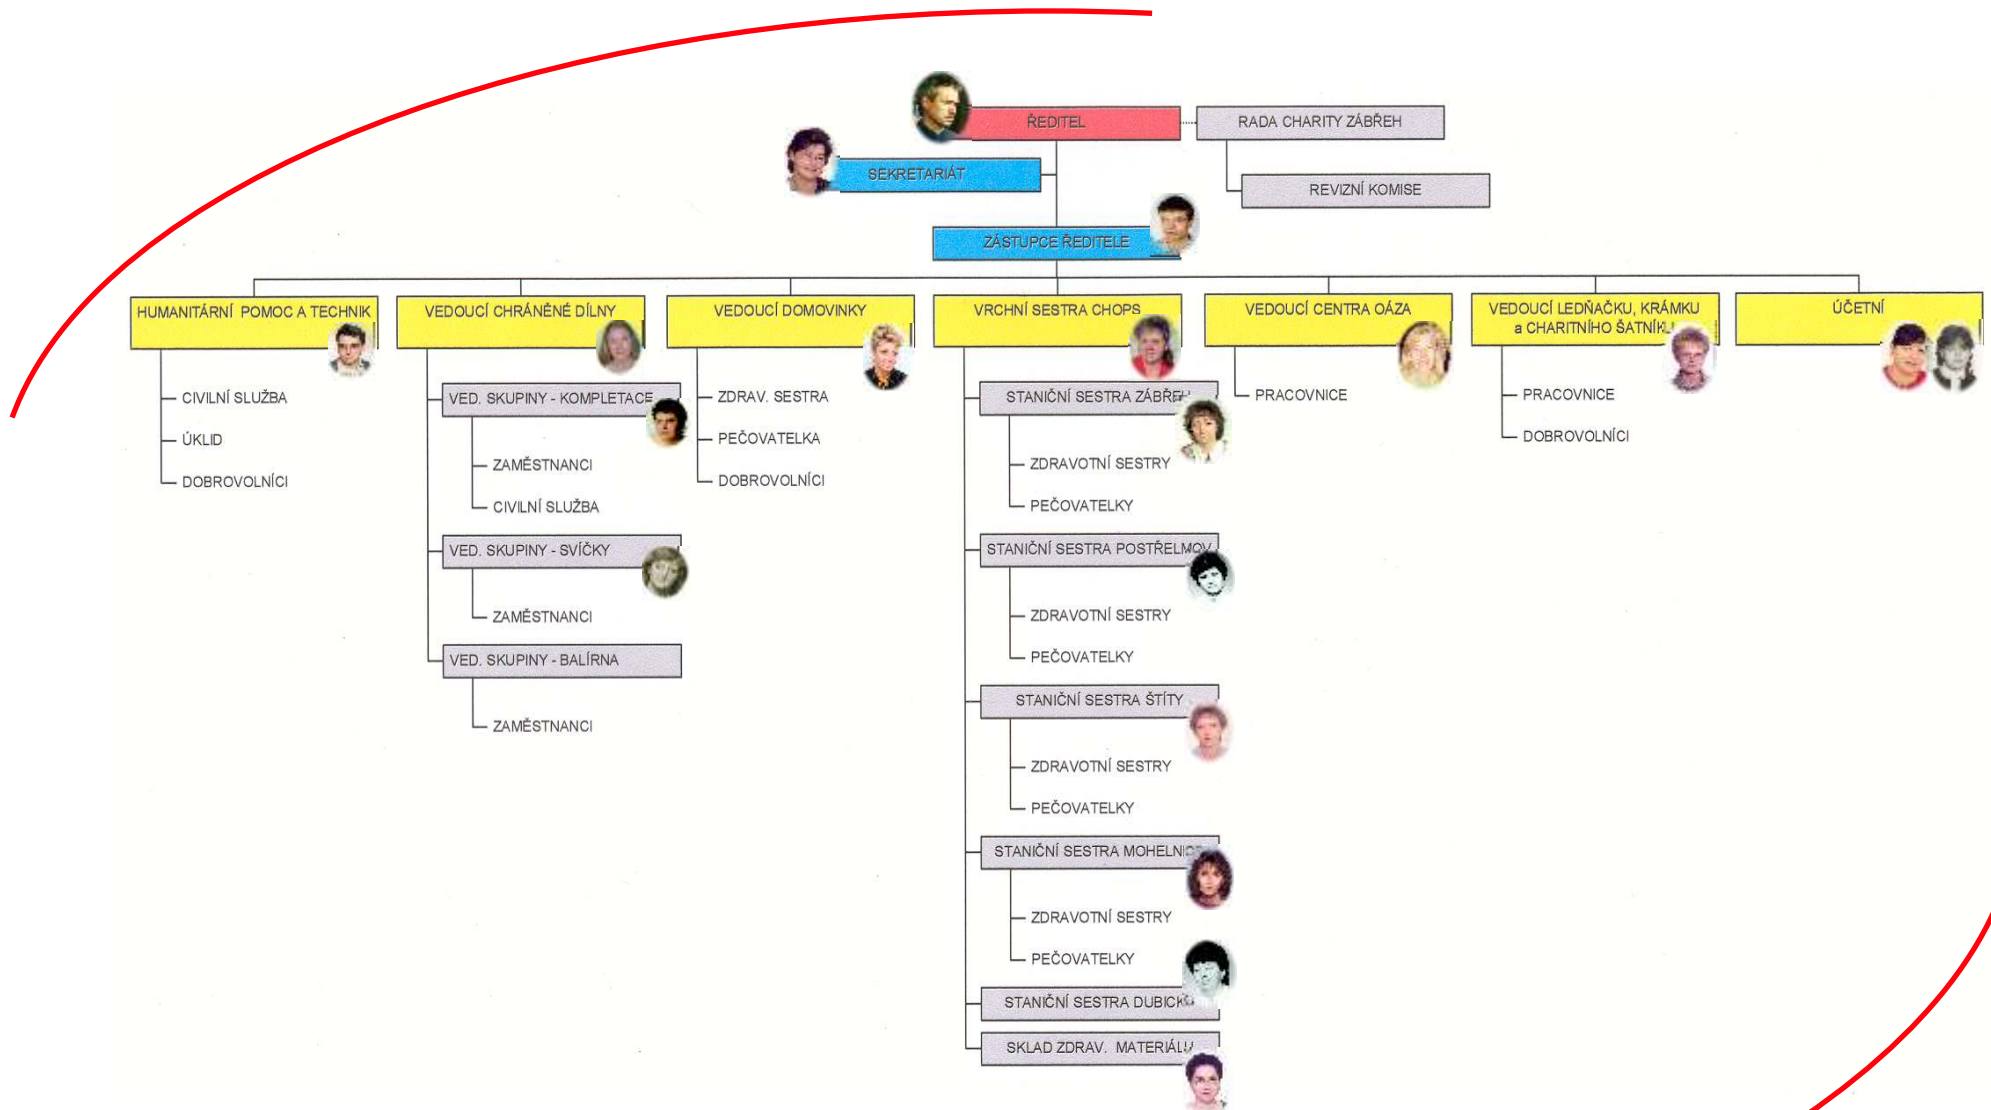 ŘEDITEL
RADA CHARITY ZÁBŘEH
SEKRETARIÁT
REVIZNÍ KOMISE
ZÁSTUPCE ŘEDITELE
HUMANITÁRNÍ POMOC A TECHNIK
CIVILNÍ SLUŽBA
ÚKLID
DOBROVOLNÍCI
VEDOUCÍ CHRÁNĚNÉ DÍLNY
VED. SKUPINY - KOMPLETACE
ZAMĚSTNANCI
CIVILNÍ SLUŽBA
VED. SKUPINY - SVÍČKY
ZAMĚSTNANCI
VED. SKUPINY - BALÍRNA
ZAMĚSTNANCI
VEDOUCÍ DOMOVINKY
ZDRAV. SESTRA
PEČOVATELKA
DOBROVOLNÍCI
VRCHNÍ SESTRA CHOPS
STANIČNÍ SESTRA ZÁBŘEH
ZDRAVOTNÍ SESTRY
PEČOVATELKY
STANIČNÍ SESTRA POSTŘELMOV
ZDRAVOTNÍ SESTRY
PEČOVATELKY
STANIČNÍ SESTRA ŠTÍTY
ZDRAVOTNÍ SESTRY
PEČOVATELKY
STANIČNÍ SESTRA MOHELNICE
ZDRAVOTNÍ SESTRY
PEČOVATELKY
STANIČNÍ SESTRA DUBICKO
SKLAD ZDRAV. MATERIÁLU
VEDOUCÍ CENTRA OÁZA
PRACOVNICE
VEDOUCÍ LEDŇAČKU, KRÁMKU
a CHARITNÍHO ŠATNÍKU
PRACOVNICE
DOBROVOLNÍCI
ÚČETNÍ